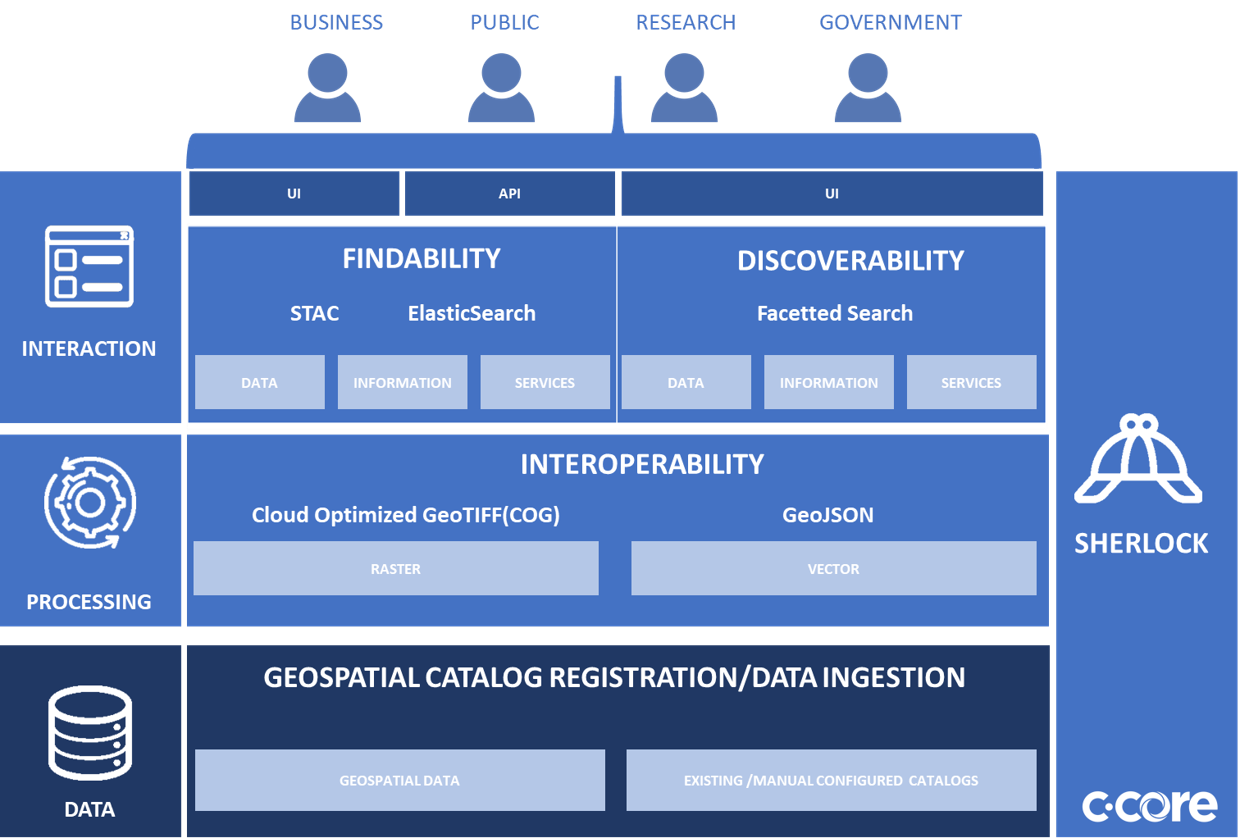 BUSINESS PUBLIC RESEARCH GOVERNMENT
UI API UI
INTERACTION
FINDABILITY
STAC ElasticSearch
DATA INFORMATION SERVICES
DISCOVERABILITY
Facetted Search
DATA INFORMATION SERVICES
PROCESSING
INTEROPERABILITY
Cloud Optimized GeoTIFF(COG) GeoJSON
RASTER VECTOR
DATA
GEOSPATIAL CATALOG REGISTRATION/DATA INGESTION
GEOSPATIAL DATA EXISTING /MANUAL CONFIGURED CATALOGS
SHERLOCK
c·core